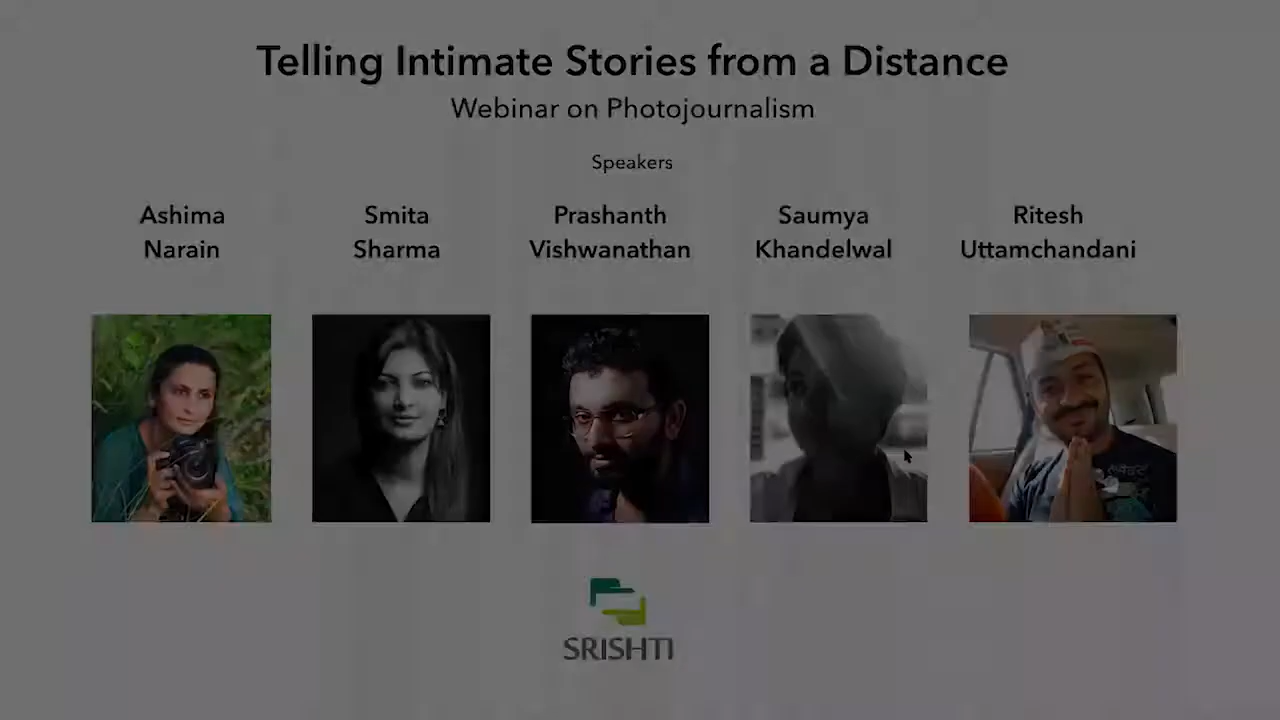 Telling Intimate Stories from a Distance
Webinar on Photojournalism
Speakers
Ashima
Narain
Smita
Sharma
Prashanth
Vishwanathan
Saumya
Khandelwal
Ritesh
Uttamchandani
SRISHTI